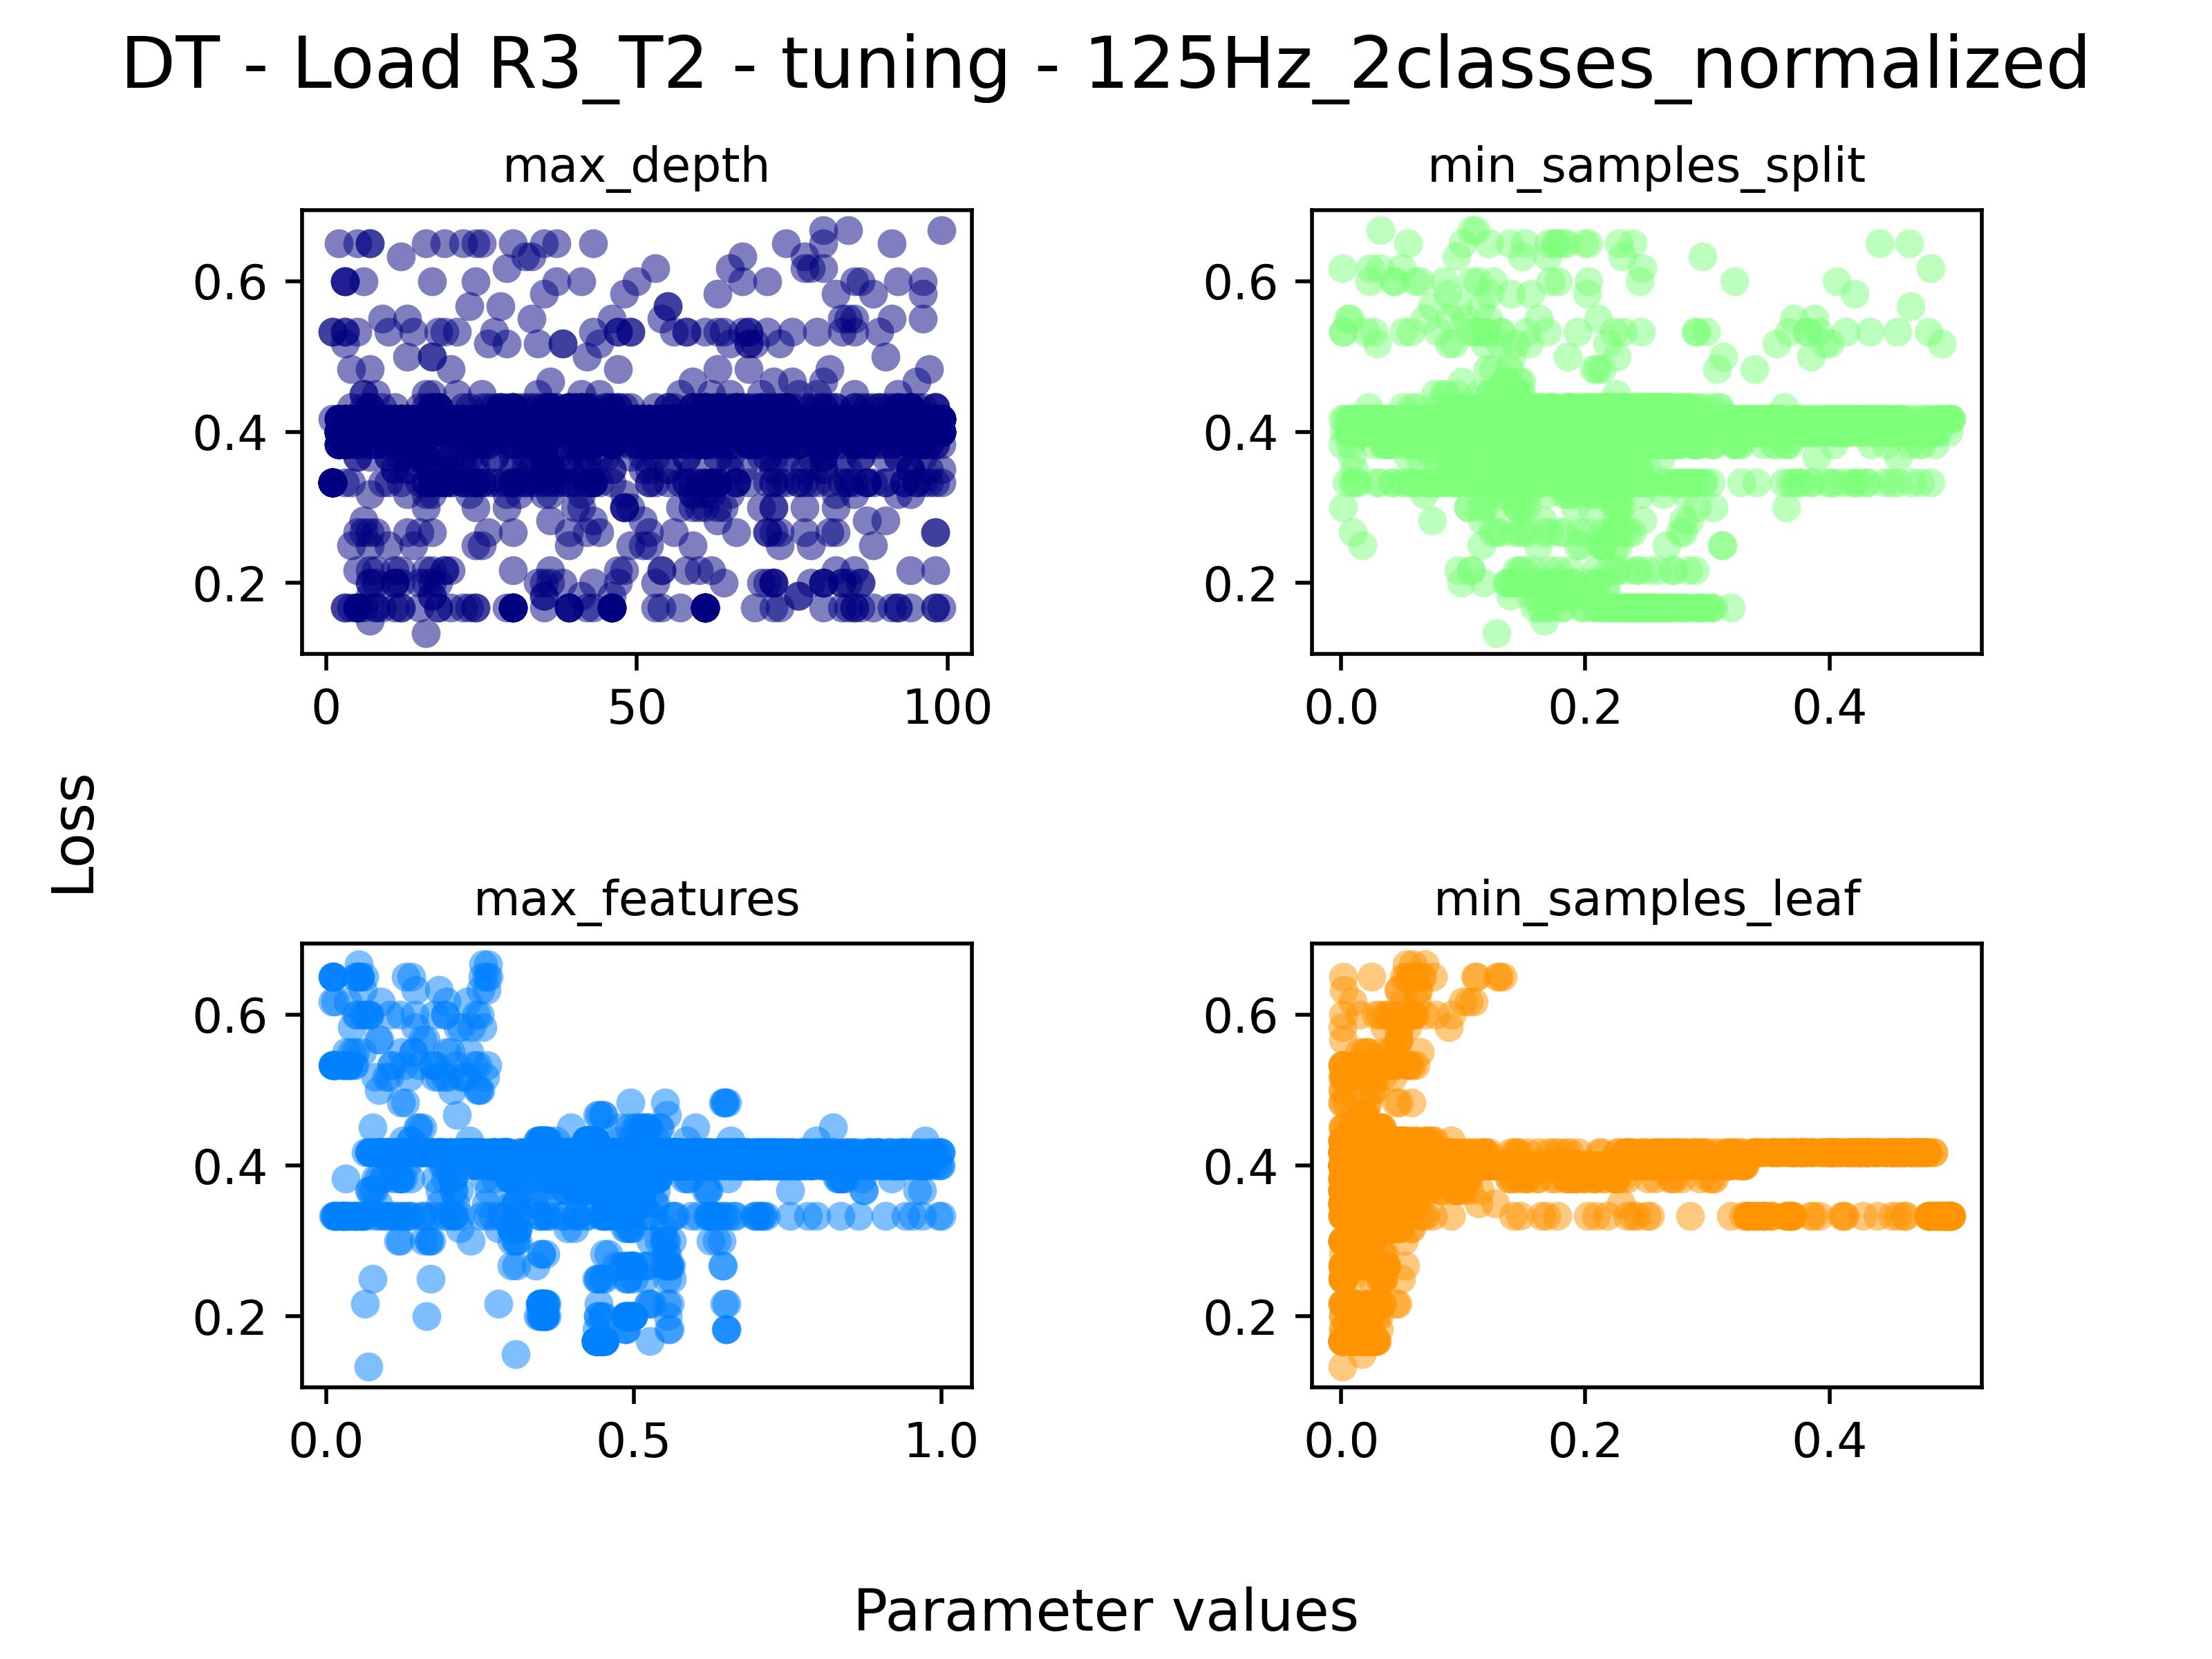 DT - Load R3_T2 - tuning - 125Hz_2classes_normalized
max_depth
0.6
0.4
0.2
0 50 100
min_samples_split
0.6
0.4
0.2
0.0 0.2 0.4
Loss
max_features
0.6
0.4
0.2
0.0 0.5 1.0
min_samples_leaf
0.6
0.4
0.2
0.0 0.2 0.4
Parameter values